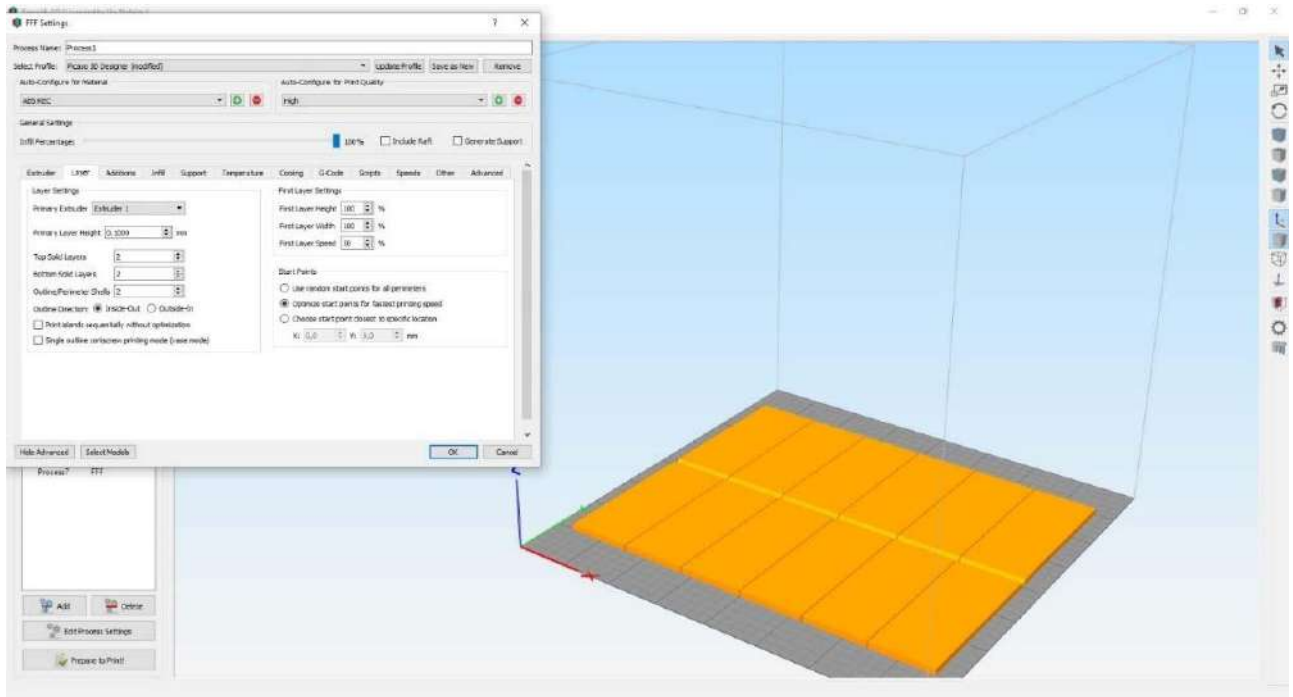 FFF Settings ? ×
Process Name: Process1
Select Profile: Picaso 3D Designer (modified) Update Profile Save as New Remove
Auto-Configure for Material Auto-Configure for Print Quality
High
General Settings
Infill Percentage: 100% Include Raft Generate Support
Extruder Layer Additions Infill Support Temperature Cooling G-Code Scripts Speeds Other Advanced
Layer Settings First Layer Settings
Primary Extruder Extruder 1 First Layer Height 100 %
Primary Layer Height 0.1000 mm First Layer Width 100 %
First Layer Speed %
Top Solid Layers 2
Bottom Solid Layers 2 Start Points
Outline/Perimeter Shells 2 Use random start points for all perimeters
Outline Direction: Inside-Out Outside-In Optimize start points for fastest printing speed
Print islands sequentially without optimization Choose start point closest to specific location
Single outline corkscrew printing mode (vase mode) X: 0,0 Y: mm
Hide Advanced Select Models OK Cancel
Process7 FFF
Add Delete
Edit Process Settings
Prepare to Print!